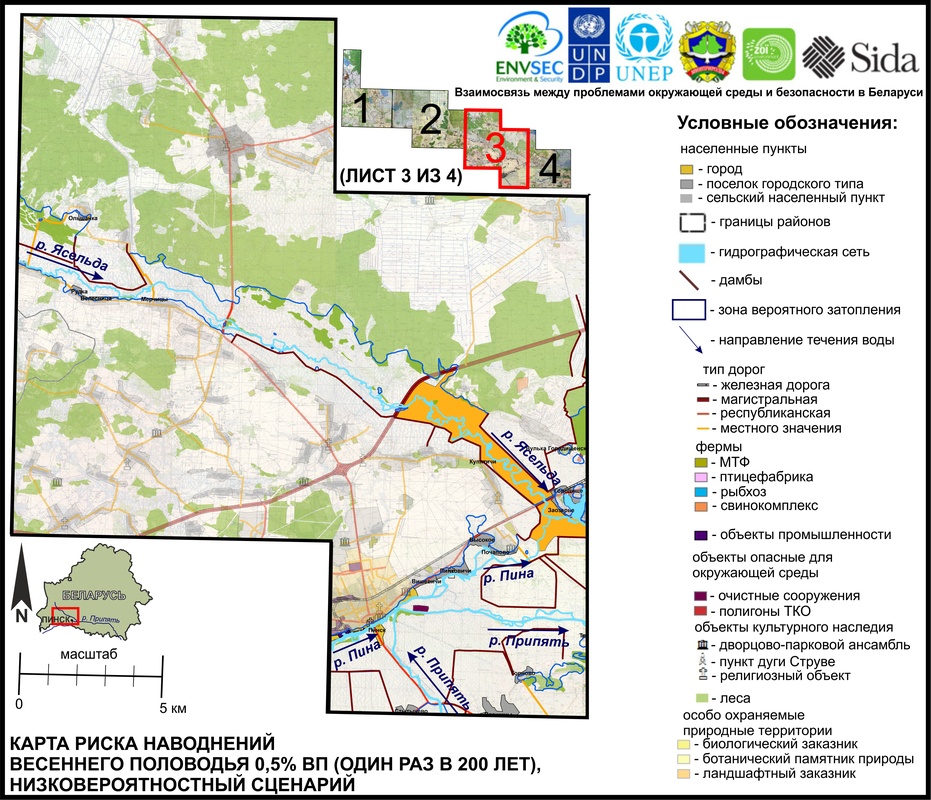 ENVSEC
Environment & Security
U N
D P
UNEP
ZOI
Sida
Взаимосвязь между проблемами окружающей среды и безопасности в Беларуси
1
2
3
4
(ЛИСТ 3 ИЗ 4)
Условные обозначения:
населенные пункты
- город
- поселок городского типа
- сельский населенный пункт
- границы районов
- гидрографическая сеть
- дамбы
- зона вероятного затопления
- направление течения воды
тип дорог
- железная дорога
- магистральная
- республиканская
- местного значения
фермы
- МТФ
- птицефабрика
- рыбхоз
- свинокомплекс
- объекты промышленности
объекты опасные для
окружающей среды
- очистные сооружения
- полигоны ТКО
объекты культурного наследия
- дворцово-парковой ансамбль
- пункт дуги Струве
- религиозный объект
- леса
особо охраняемые
природные территории
- биологический заказник
- ботанический памятник природы
- ландшафтный заказник
р. Ясельда
р. Ясельда
Высокое
Почапово
Пинковичи
р. Пина
Пинск
р. Пина
р. Припять
р. Припять
N
БЕЛАРУСЬ
ПИНСК
р. Припять
масштаб
0
5 км
КАРТА РИСКА НАВОДНЕНИЙ
ВЕСЕННЕГО ПОЛОВОДЬЯ 0,5% ВП (ОДИН РАЗ В 200 ЛЕТ),
НИЗКОВЕРОЯТНОСТНЫЙ СЦЕНАРИЙ